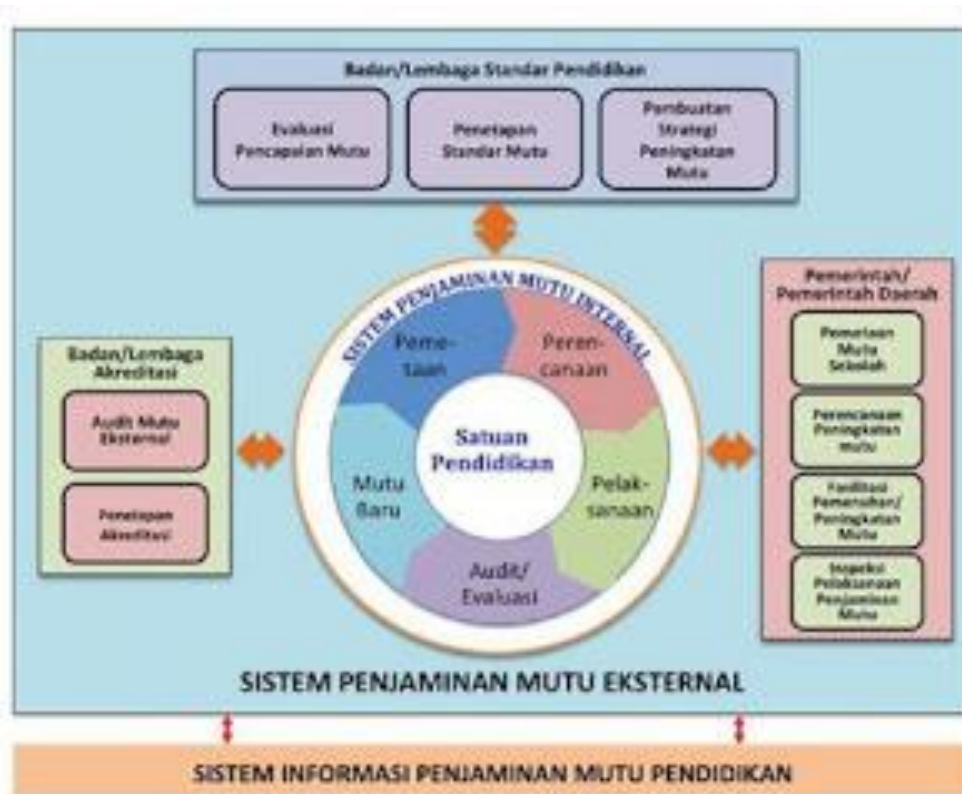 Badan/Lembaga Standar Pendidikan
Evaluasi
Pencapaian Mutu
Penetapan
Standar Mutu
Pembuatan
Strategi
Peningkatan
Mutu
SISTEM PENJAMINAN MUTU INTERNAL
Peme-
taan
Peren-
canaan
Pelak-
sanaan
Audit/
Evaluasi
Mutu
Baru
Satuan
Pendidikan
Badan/Lembaga
Akreditasi
Audit Mutu
Eksternal
Penetapan
Akreditasi
Pemerintah/
Pemerintah Daerah
Pemetaan
Mutu
Sekolah
Perencanaan
Peningkatan
mutu
Fasilitasi
Pemenuhan/
Peningkatan
Mutu
Inspeksi
Pelaksanaan
Penjaminan
Mutu
SISTEM PENJAMINAN MUTU EKSTERNAL
SISTEM INFORMASI PENJAMINAN MUTU PENDIDIKAN